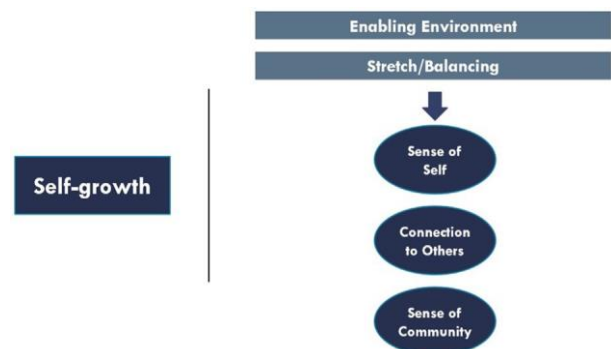 Enabling Environment
Stretch/Balancing
Self-growth
Sense of
Self
Connection
to Others
Sense of
Community